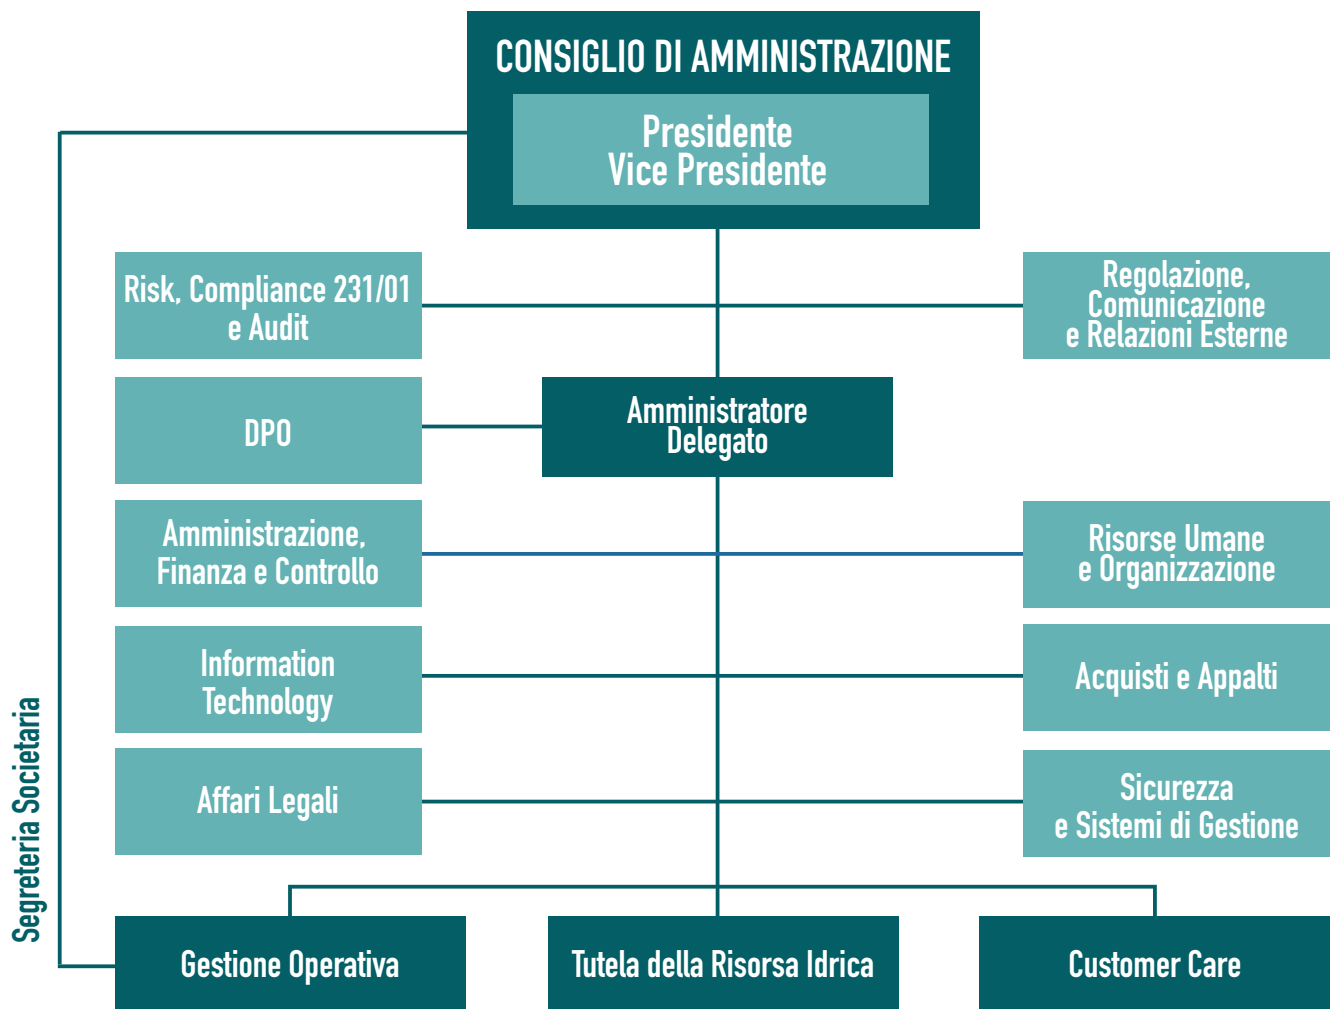 CONSIGLIO DI AMMINISTRAZIONE
Presidente
Vice Presidente
Risk, Compliance 231/01
e Audit
Regolazione,
Comunicazione
e Relazioni Esterne
DPO
Amministratore
Delegato
Amministrazione,
Finanza e Controllo
Risorse Umane
e Organizzazione
Information
Technology
Acquisti e Appalti
Affari Legali
Sicurezza
e Sistemi di Gestione
Segreteria Societaria
Gestione Operativa
Tutela della Risorsa Idrica
Customer Care